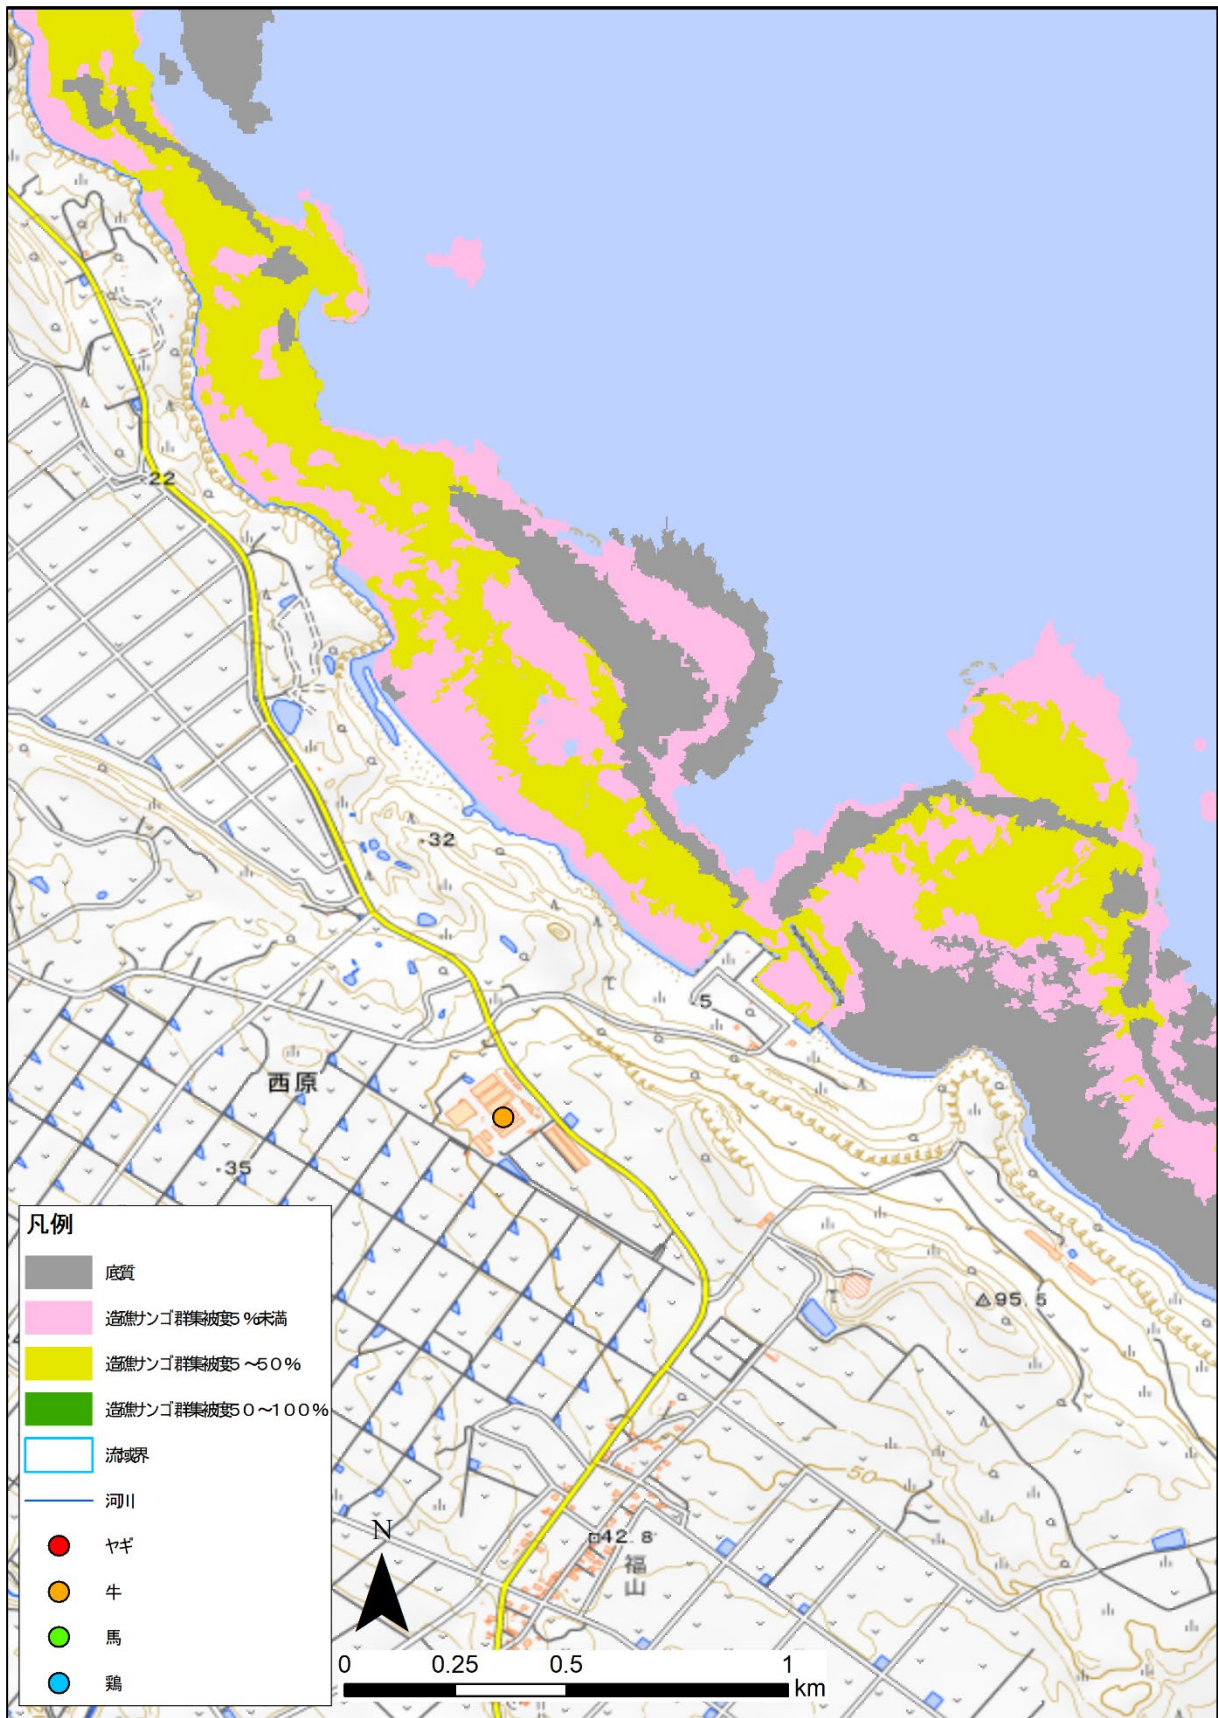 22
32
5
西原
35
凡例
底質
造礁サンゴ群集被度5%未満
造礁サンゴ群集被度5~50%
造礁サンゴ群集被度50~100%
流域界
河川
ヤギ
牛
馬
鶏
95.5
50
42.8
福山
N
0 0.25 0.5 1
km